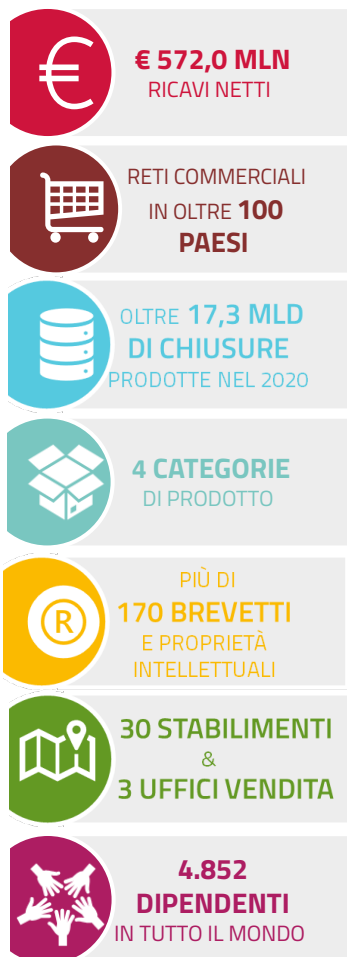 € 572,0 MLN
RICAVI NETTI
RETI COMMERCIALI
IN OLTRE 100
PAESI
OLTRE 17,3 MLD
DI CHIUSURE
PRODOTTE NEL 2020
4 CATEGORIE
DI PRODOTTO
PIÙ DI
170 BREVETTI
E PROPRIETÀ
INTELLETTUALI
30 STABILIMENTI
&
3 UFFICI VENDITA
4.852
DIPENDENTI
IN TUTTO IL MONDO